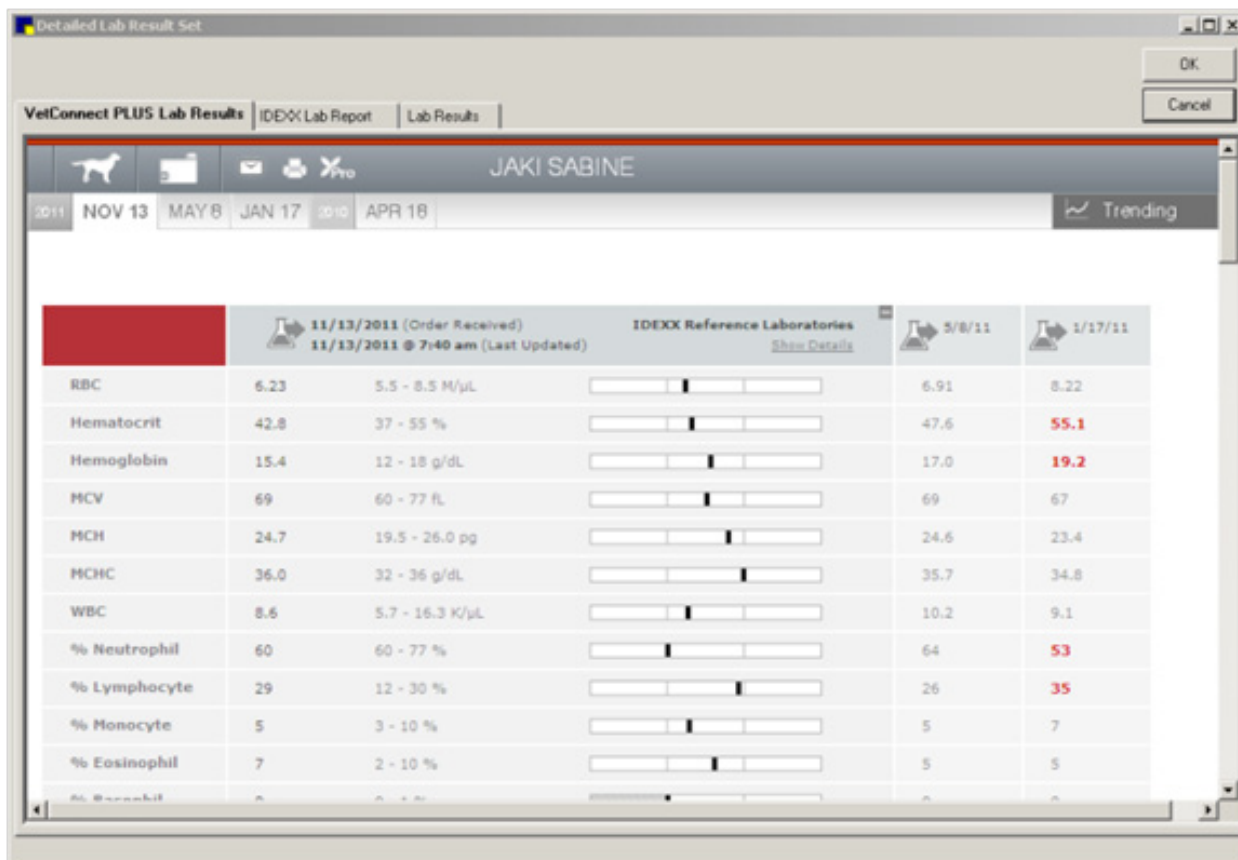 Detailed Lab Result Set
OK
Cancel
VetConnect PLUS Lab Results IDEXX Lab Report Lab Results
Pro JAKI SABINE
2011 NOV 13 MAY 8 JAN 17 2010 APR 18 Trending
11/13/2011 (Order Received) IDEXX Reference Laboratories 5/8/11 1/17/11
11/13/2011 @ 7:40 am (Last Updated) Show Details
RBC 6.23 5.5 - 8.5 M/µL 6.91 8.22
Hematocrit 42.8 37 - 55 % 47.6 55.1
Hemoglobin 15.4 12 - 18 g/dL 17.0 19.2
MCV 69 60 - 77 fL 69 67
MCH 24.7 19.5 - 26.0 pg 24.6 23.4
MCHC 36.0 32 - 36 g/dL 35.7 34.8
WBC 8.6 5.7 - 16.3 K/µL 10.2 9.1
% Neutrophil 60 60 - 77 % 64 53
% Lymphocyte 29 12 - 30 % 26 35
% Monocyte 5 3 - 10 % 5 7
% Eosinophil 7 2 - 10 % 5 5
% Basophil